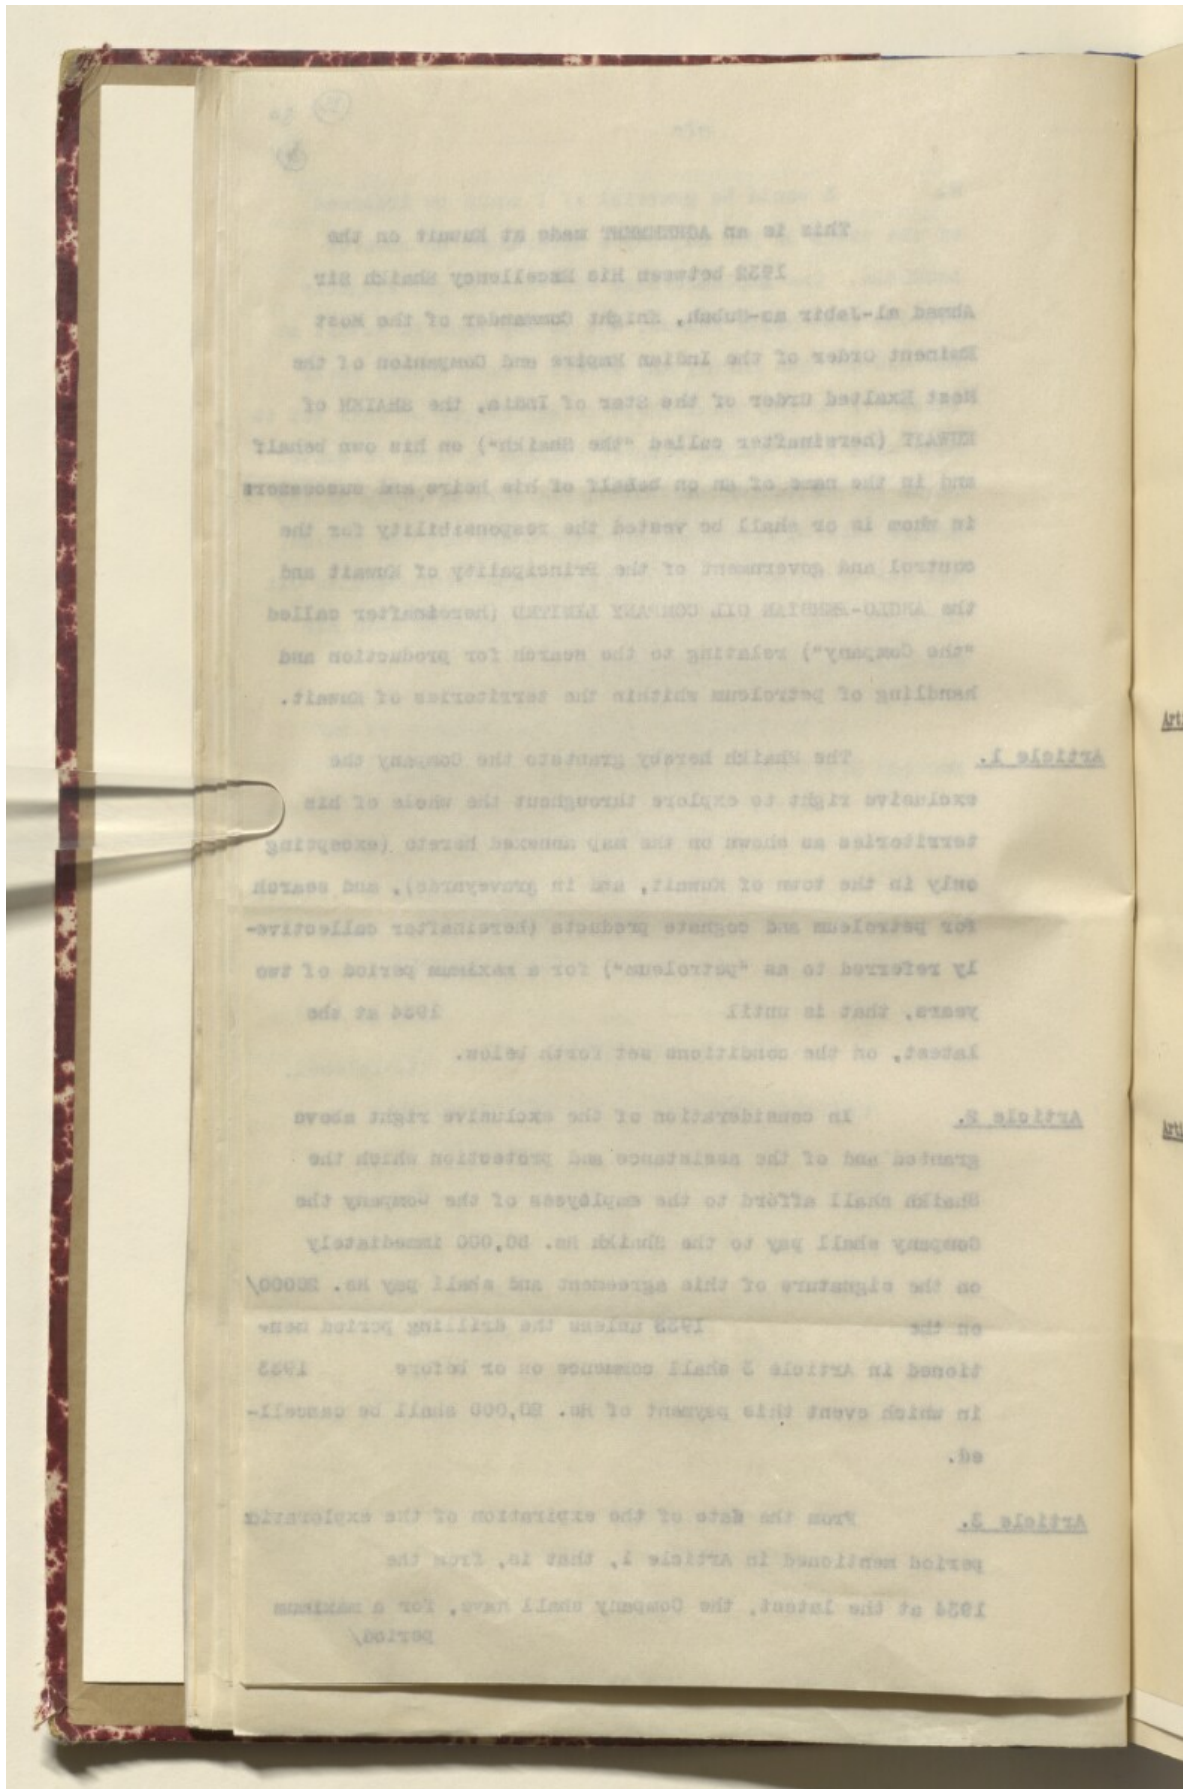 This is an AGREEMENT made at Kuwait on the
1932 between His Excellency Shaikh Sir
Ahmad al-Jabir as-Subah, Knight Commander of the Most
Eminent Order of the Indian Empire and Companion of the
Most Exalted Order of the Star of India, the SHAIKH of
KUWAIT (hereinafter called "the Shaikh") on his own behalf
and in the name of an on behalf of his heirs and successors
in whom is or shall be vested the responsibility for the
control and government of the Principality of Kuwait and
the ANGLO-PERSIAN OIL COMPANY LIMITED (hereinafter called
"the Company") relating to the search for production and
handling of petroleum whithin the territories of Kuwait.
Article 1. The Shaikh hereby grantsto the Company the
exclusive right to explore throughout the whole of his
territories as shown on the map annexed hereto (excepting
only in the town of Kuwait, and in graveyards), and search
for petroleum and cognate products (hereinafter collective-
ly referred to as "petroleum") for a maximum period of two
years, that is until 1934 at the
latest, on the conditions set forth below.
Article 2. In consideration of the exclusive right above
granted and of the assistance and protection which the
Shaikh shall afford to the employees of the Company the
Company shall pay to the Shaikh Rs. 50,000 immediately
on the signature of this agreement and shall pay Rs.
on the 1933 unless the drilling period men-
tioned in Article 3 shall commence on or before 1933
in which event this payment of Rs. 20,000 shall be cancell-
ed.
Article 3. From the date of the expiration of the exploration
period mentioned in Article 1, that is, from the
1934 at the latest, the Company shall have, for a maximum
period/
Arti
Arti